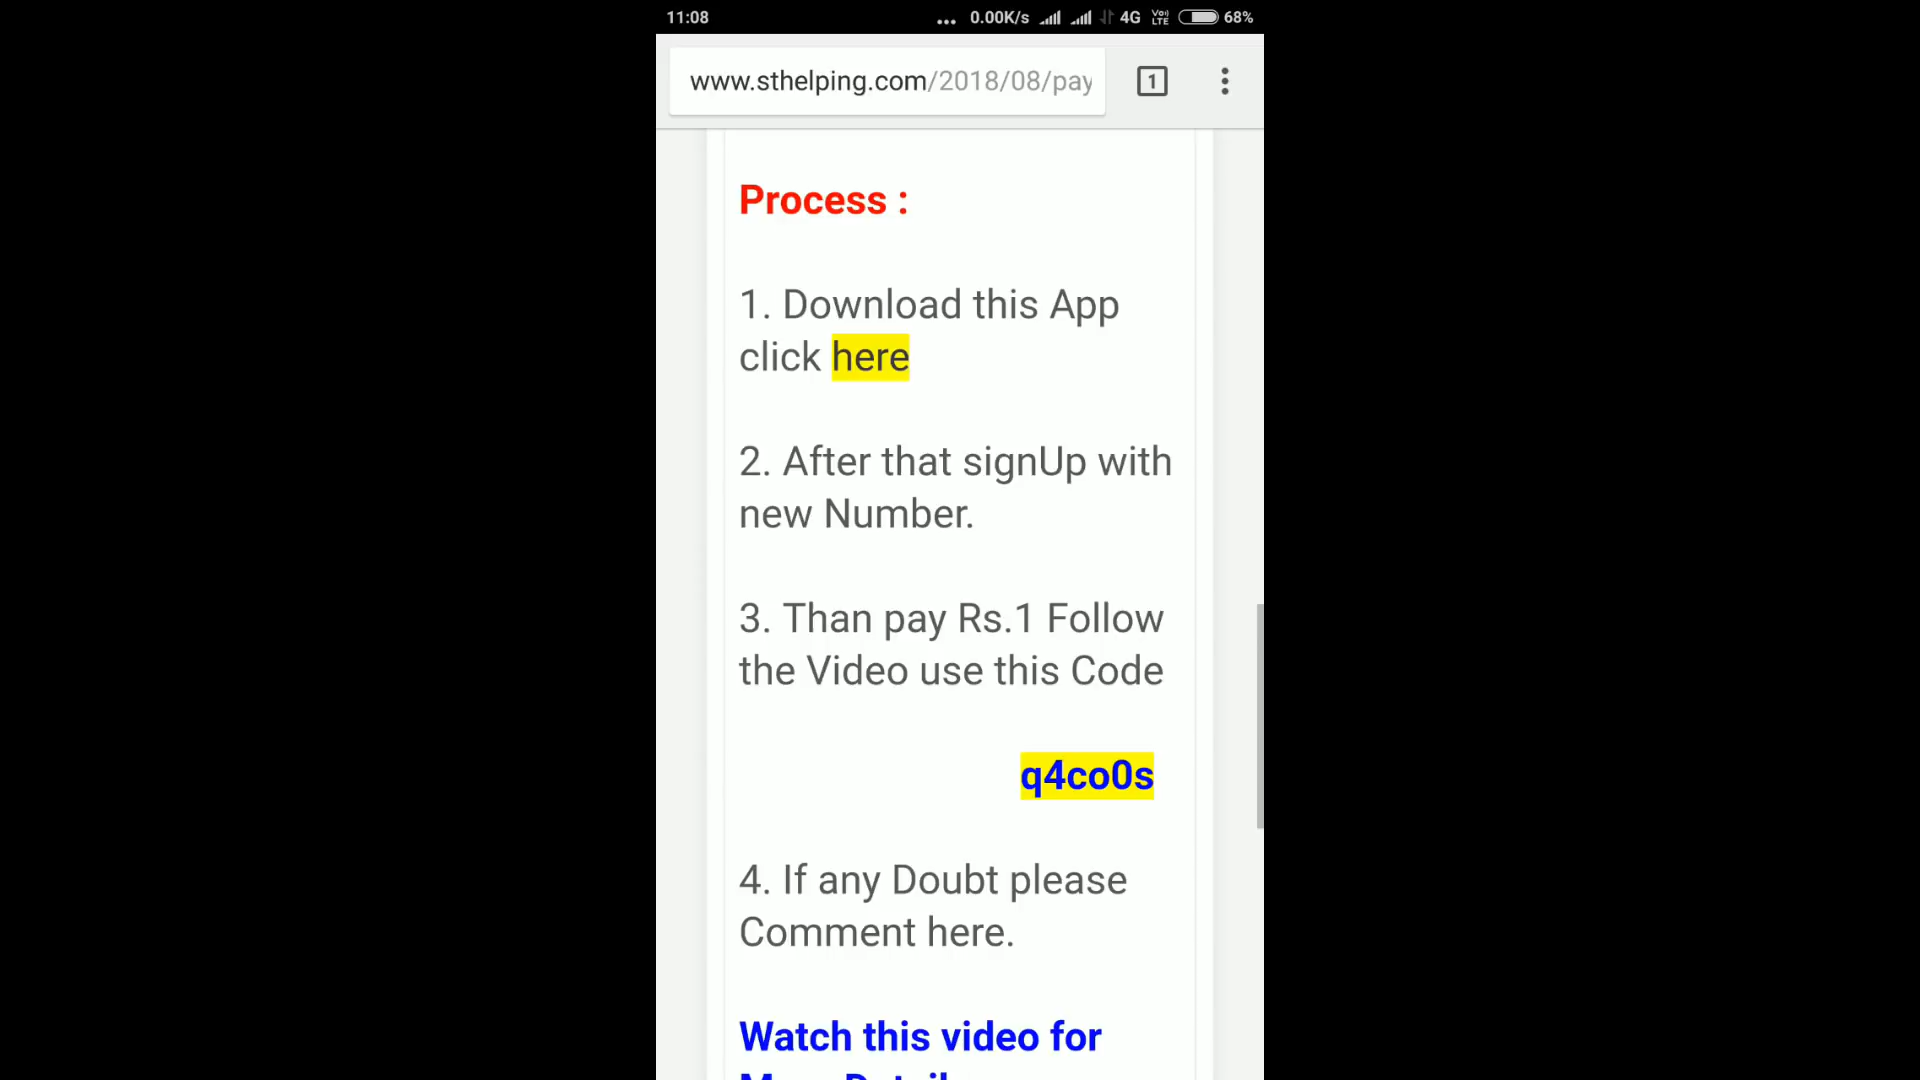 11:08 ... 0.00K/s 4G Vo) LTE 68%
www.sthelping.com/2018/08/pay 1
Process :
1. Download this App
click here
2. After that signUp with
new Number.
3. Than pay Rs.1 Follow
the Video use this Code
q4co0s
4. If any Doubt please
Comment here.
Watch this video for